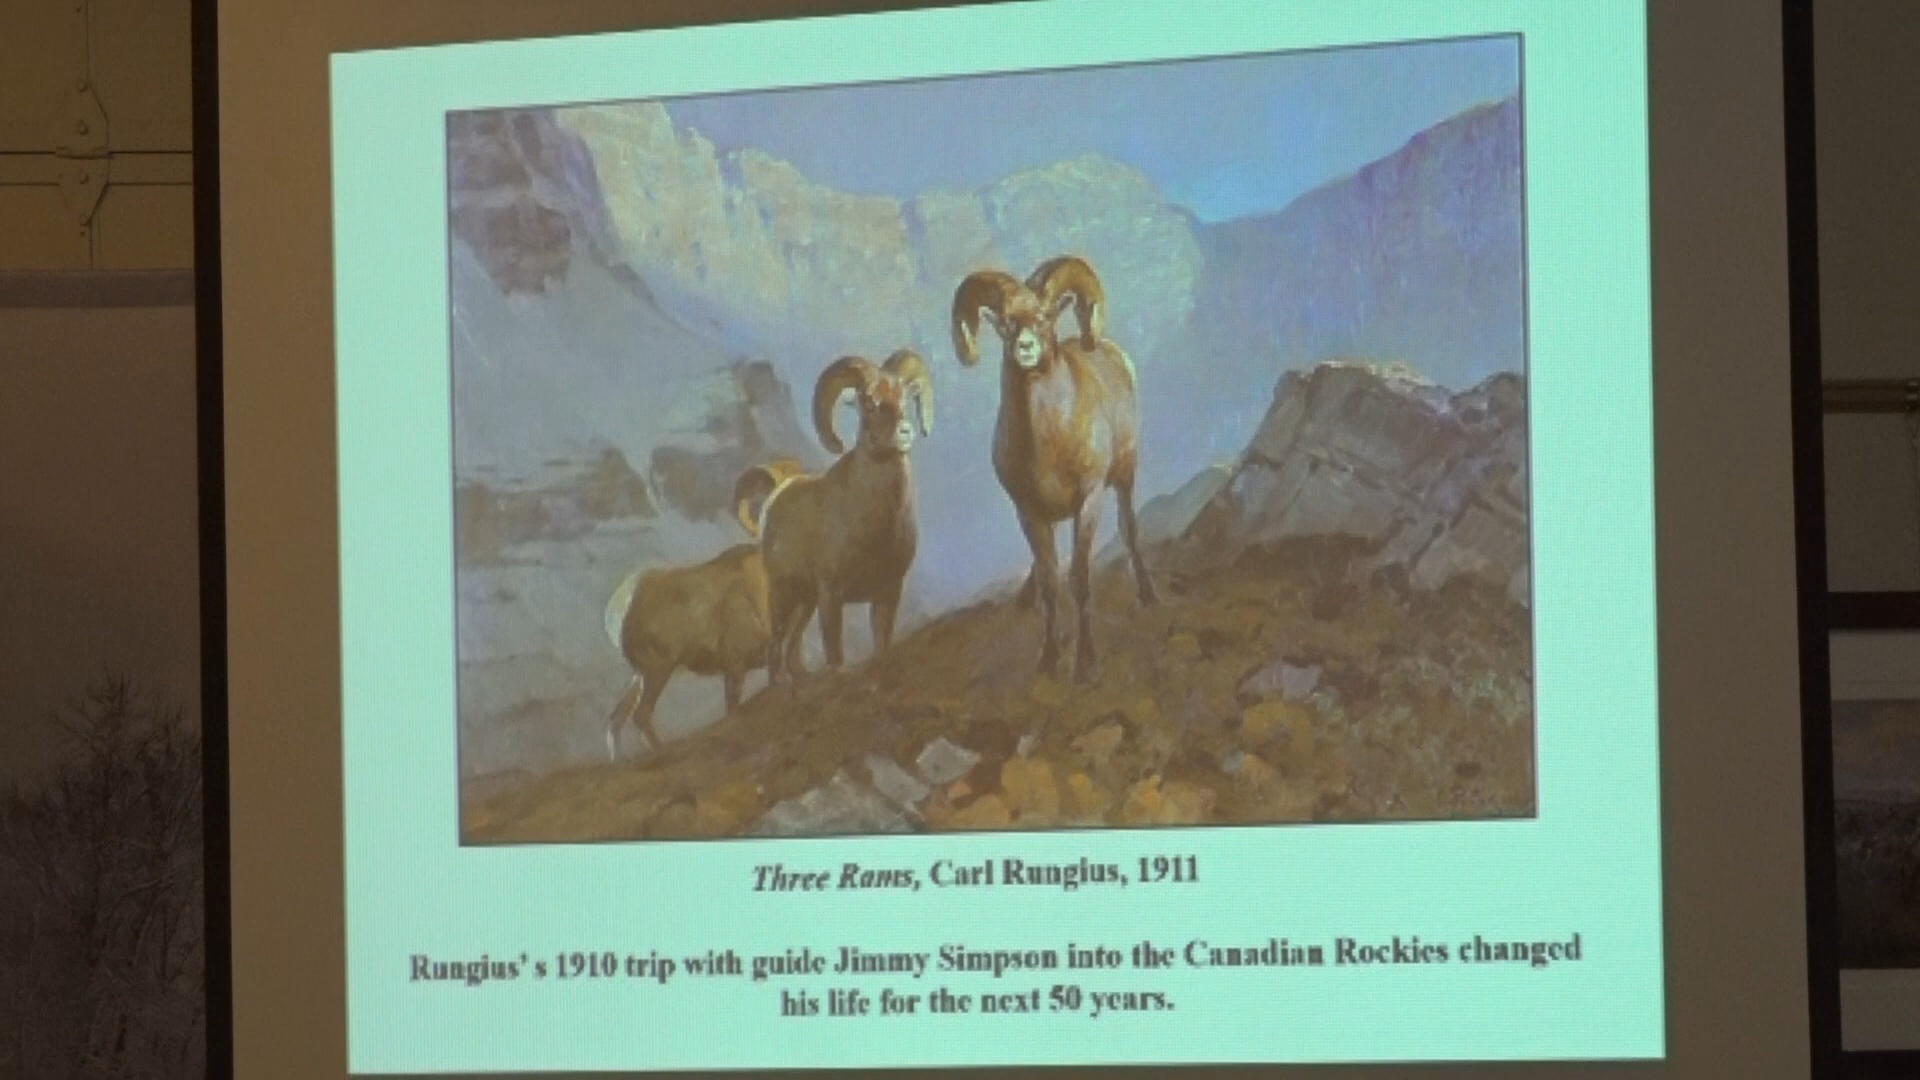 Three Rams, Carl Rungius, 1911
Rungius' s 1910 trip with guide Jimmy Simpson into the Canadian Rockies changed
his life for the next 50 years.